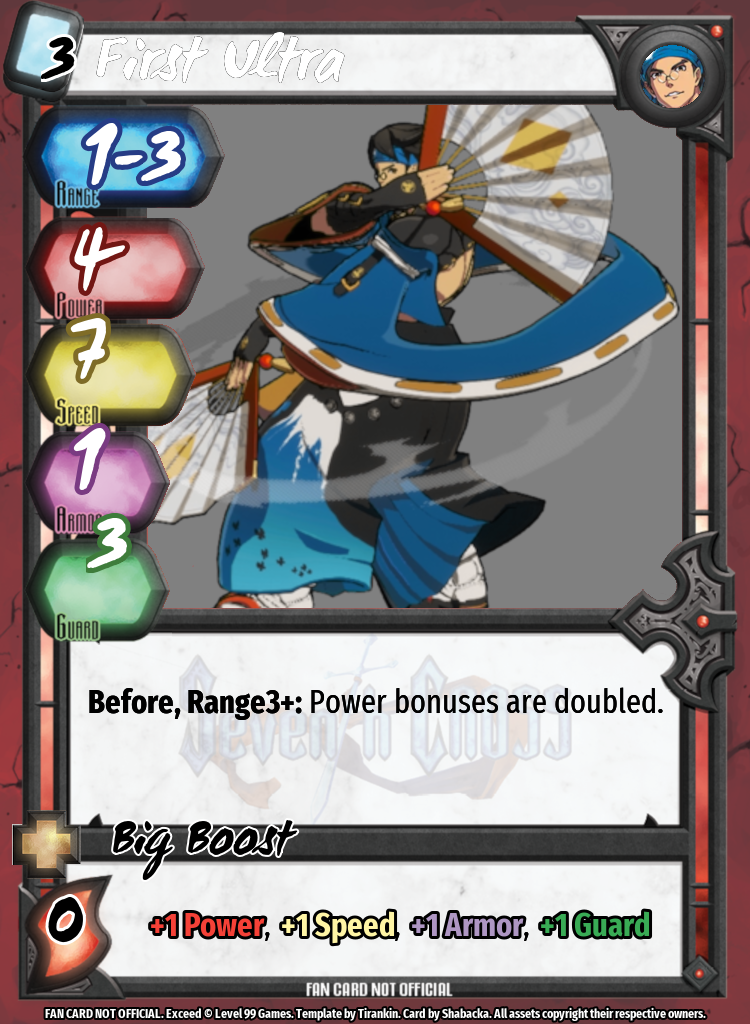 3 First Ultra
1-3
Range
4
Power
7
Speed
1
Armor
3
Guard
Seventh Cross
Before, Range3+: Power bonuses are doubled.
Big Boost
0
+1 Power, +1 Speed, +1 Armor, +1 Guard
FAN CARD NOT OFFICIAL
FAN CARD NOT OFFICIAL. Exceed © Level 99 Games. Template by Tirankin. Card by Shabacka. All assets copyright their respective owners.